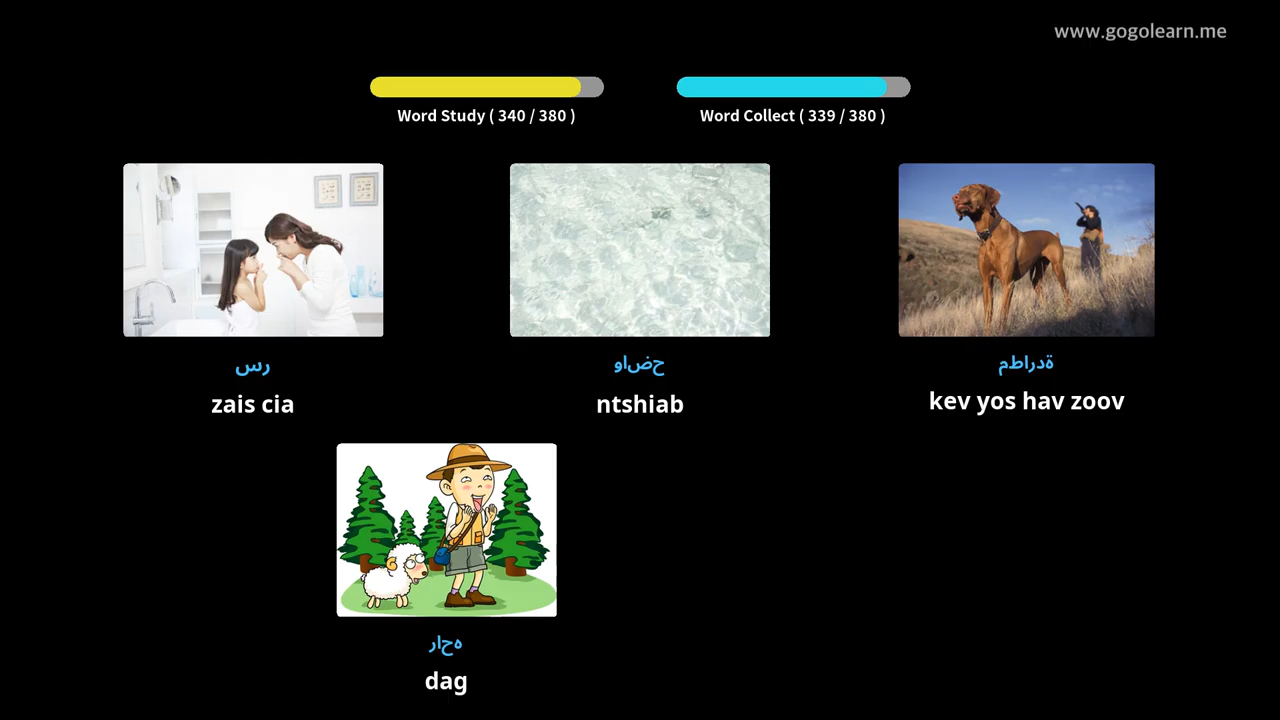 www.gogolearn.me
Word Study ( 340 / 380 )
Word Collect ( 339 / 380 )
رس
zais cia
حضاو
ntshiab
ةدراطم
kev yos hav zoov
هحار
dag